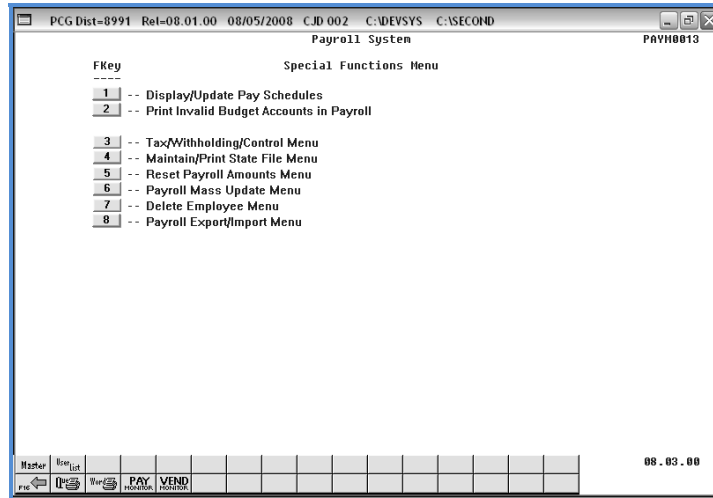 PCG Dist=8991 Rel=08.01.00 08/05/2008 CJD 002 C:\DEVSYS C:\SECOND
Payroll System PAYM0013
FKey Special Functions Menu
----
1 -- Display/Update Pay Schedules
2 -- Print Invalid Budget Accounts in Payroll
3 -- Tax/Withholding/Control Menu
4 -- Maintain/Print State File Menu
5 -- Reset Payroll Amounts Menu
6 -- Payroll Mass Update Menu
7 -- Delete Employee Menu
8 -- Payroll Export/Import Menu
Master User list 08.03.00
F16 Que Word PAY MONITOR VEND MONITOR